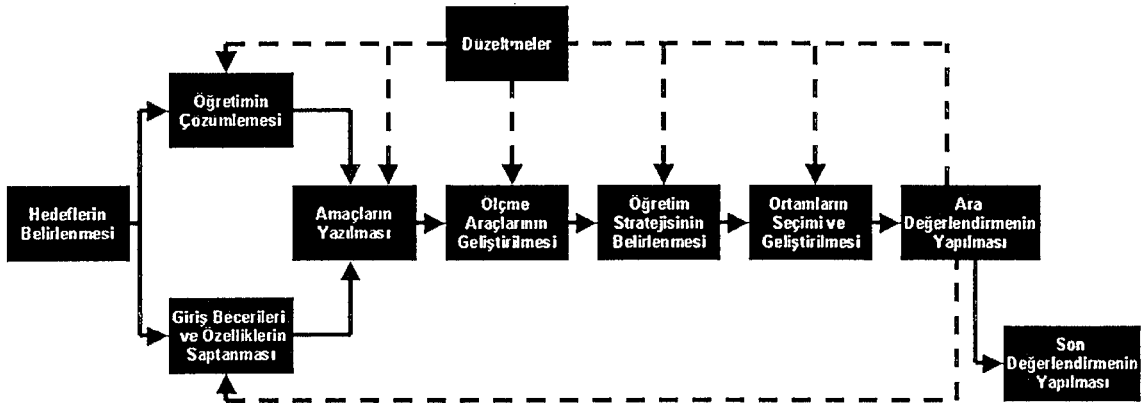 Düzeltmeler
Öğretimin
Çözümlemesi
Hedeflerin
Belirlenmesi
Amaçların
Yazılması
Ölçme
Araçlarının
Geliştirilmesi
Öğretim
Stratejisinin
Belirlenmesi
Ortamların
Seçimi ve
Geliştirilmesi
Ara
Değerlendirmenin
Yapılması
Giriş Becerileri
ve Özelliklerin
Saptanması
Son
Değerlendirmenin
Yapılması